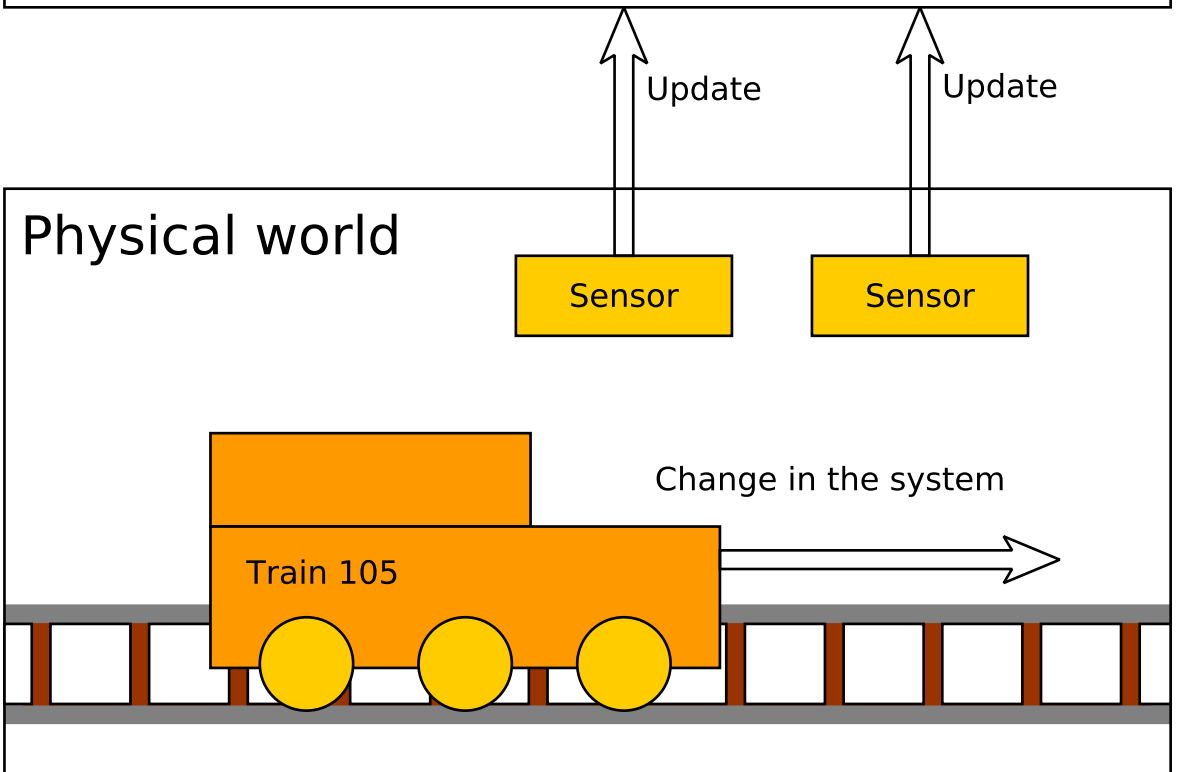 Update
Update
Physical world
Sensor
Sensor
Change in the system
Train 105